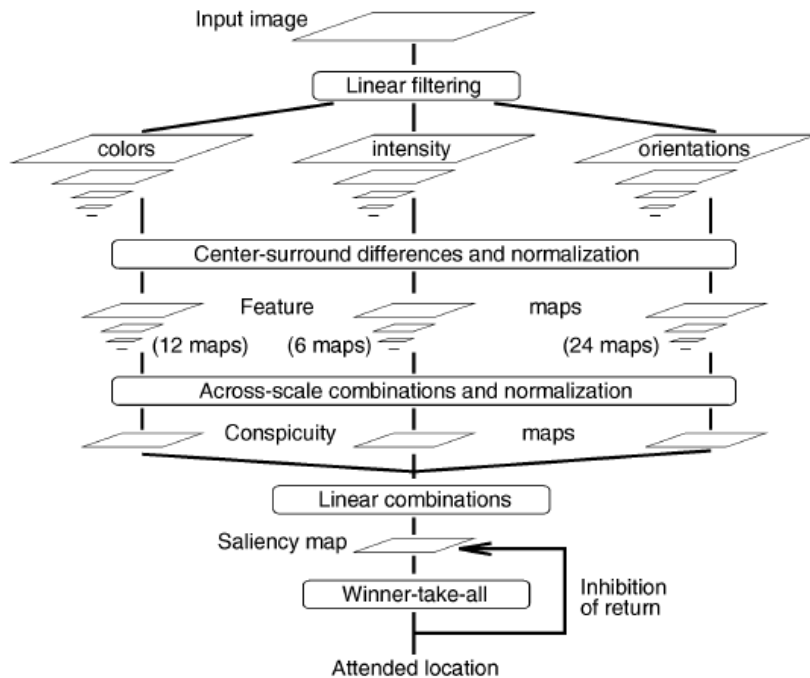 Input image
Linear filtering
colors
intensity
orientations
Center-surround differences and normalization
Feature maps
(12 maps)
(6 maps)
(24 maps)
Across-scale combinations and normalization
Conspicuity maps
Linear combinations
Saliency map
Winner-take-all
Inhibition
of return
Attended location